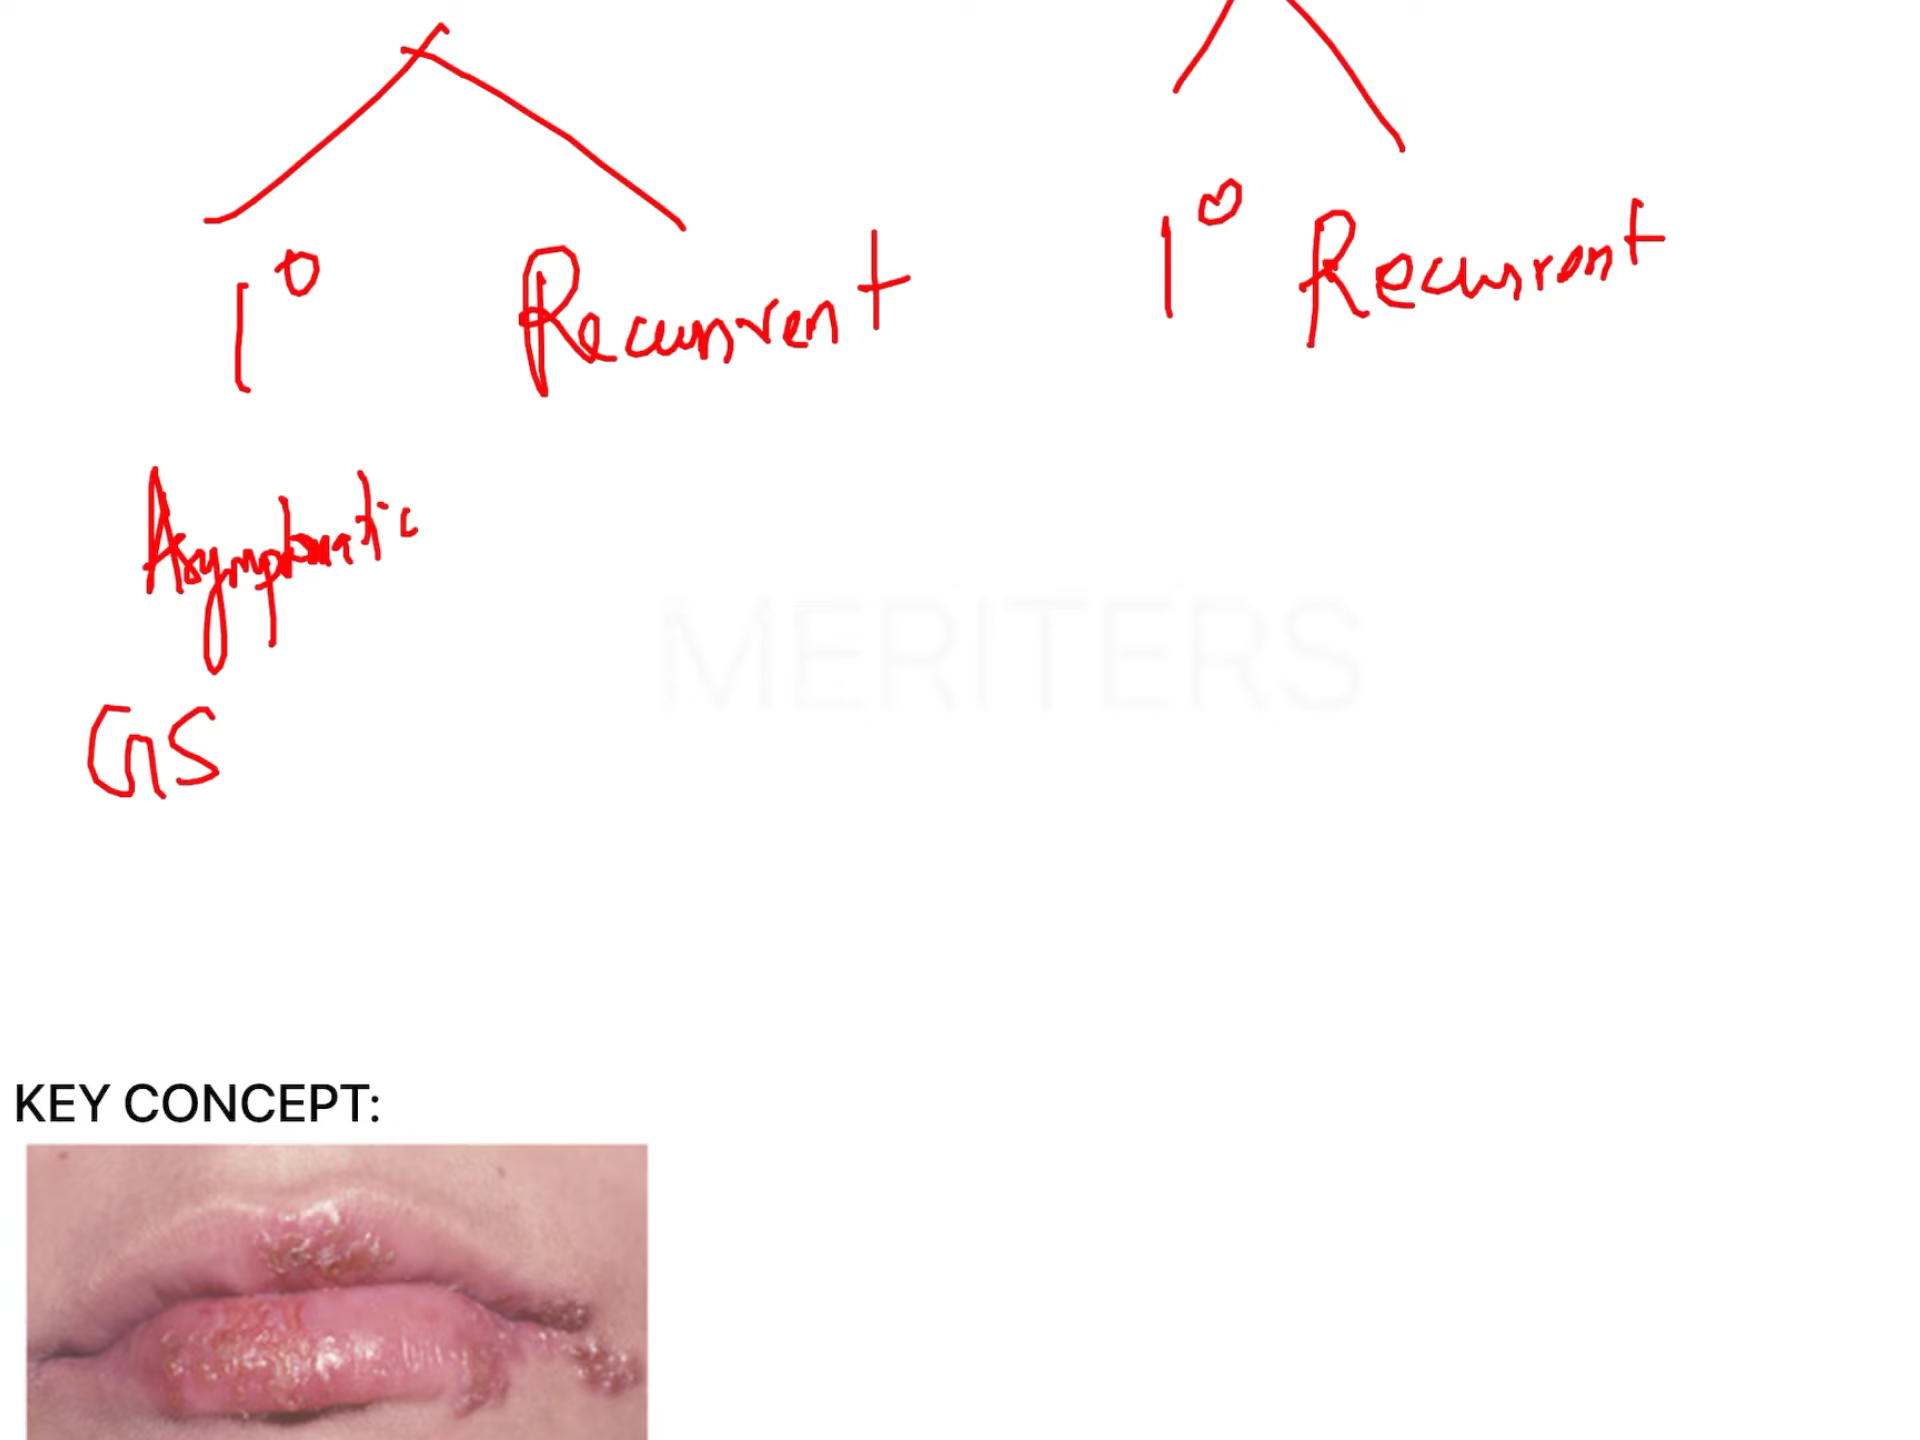 1° Recurrent 1° Recurrent
Asymptomatic
GS
MERITERS
KEY CONCEPT: